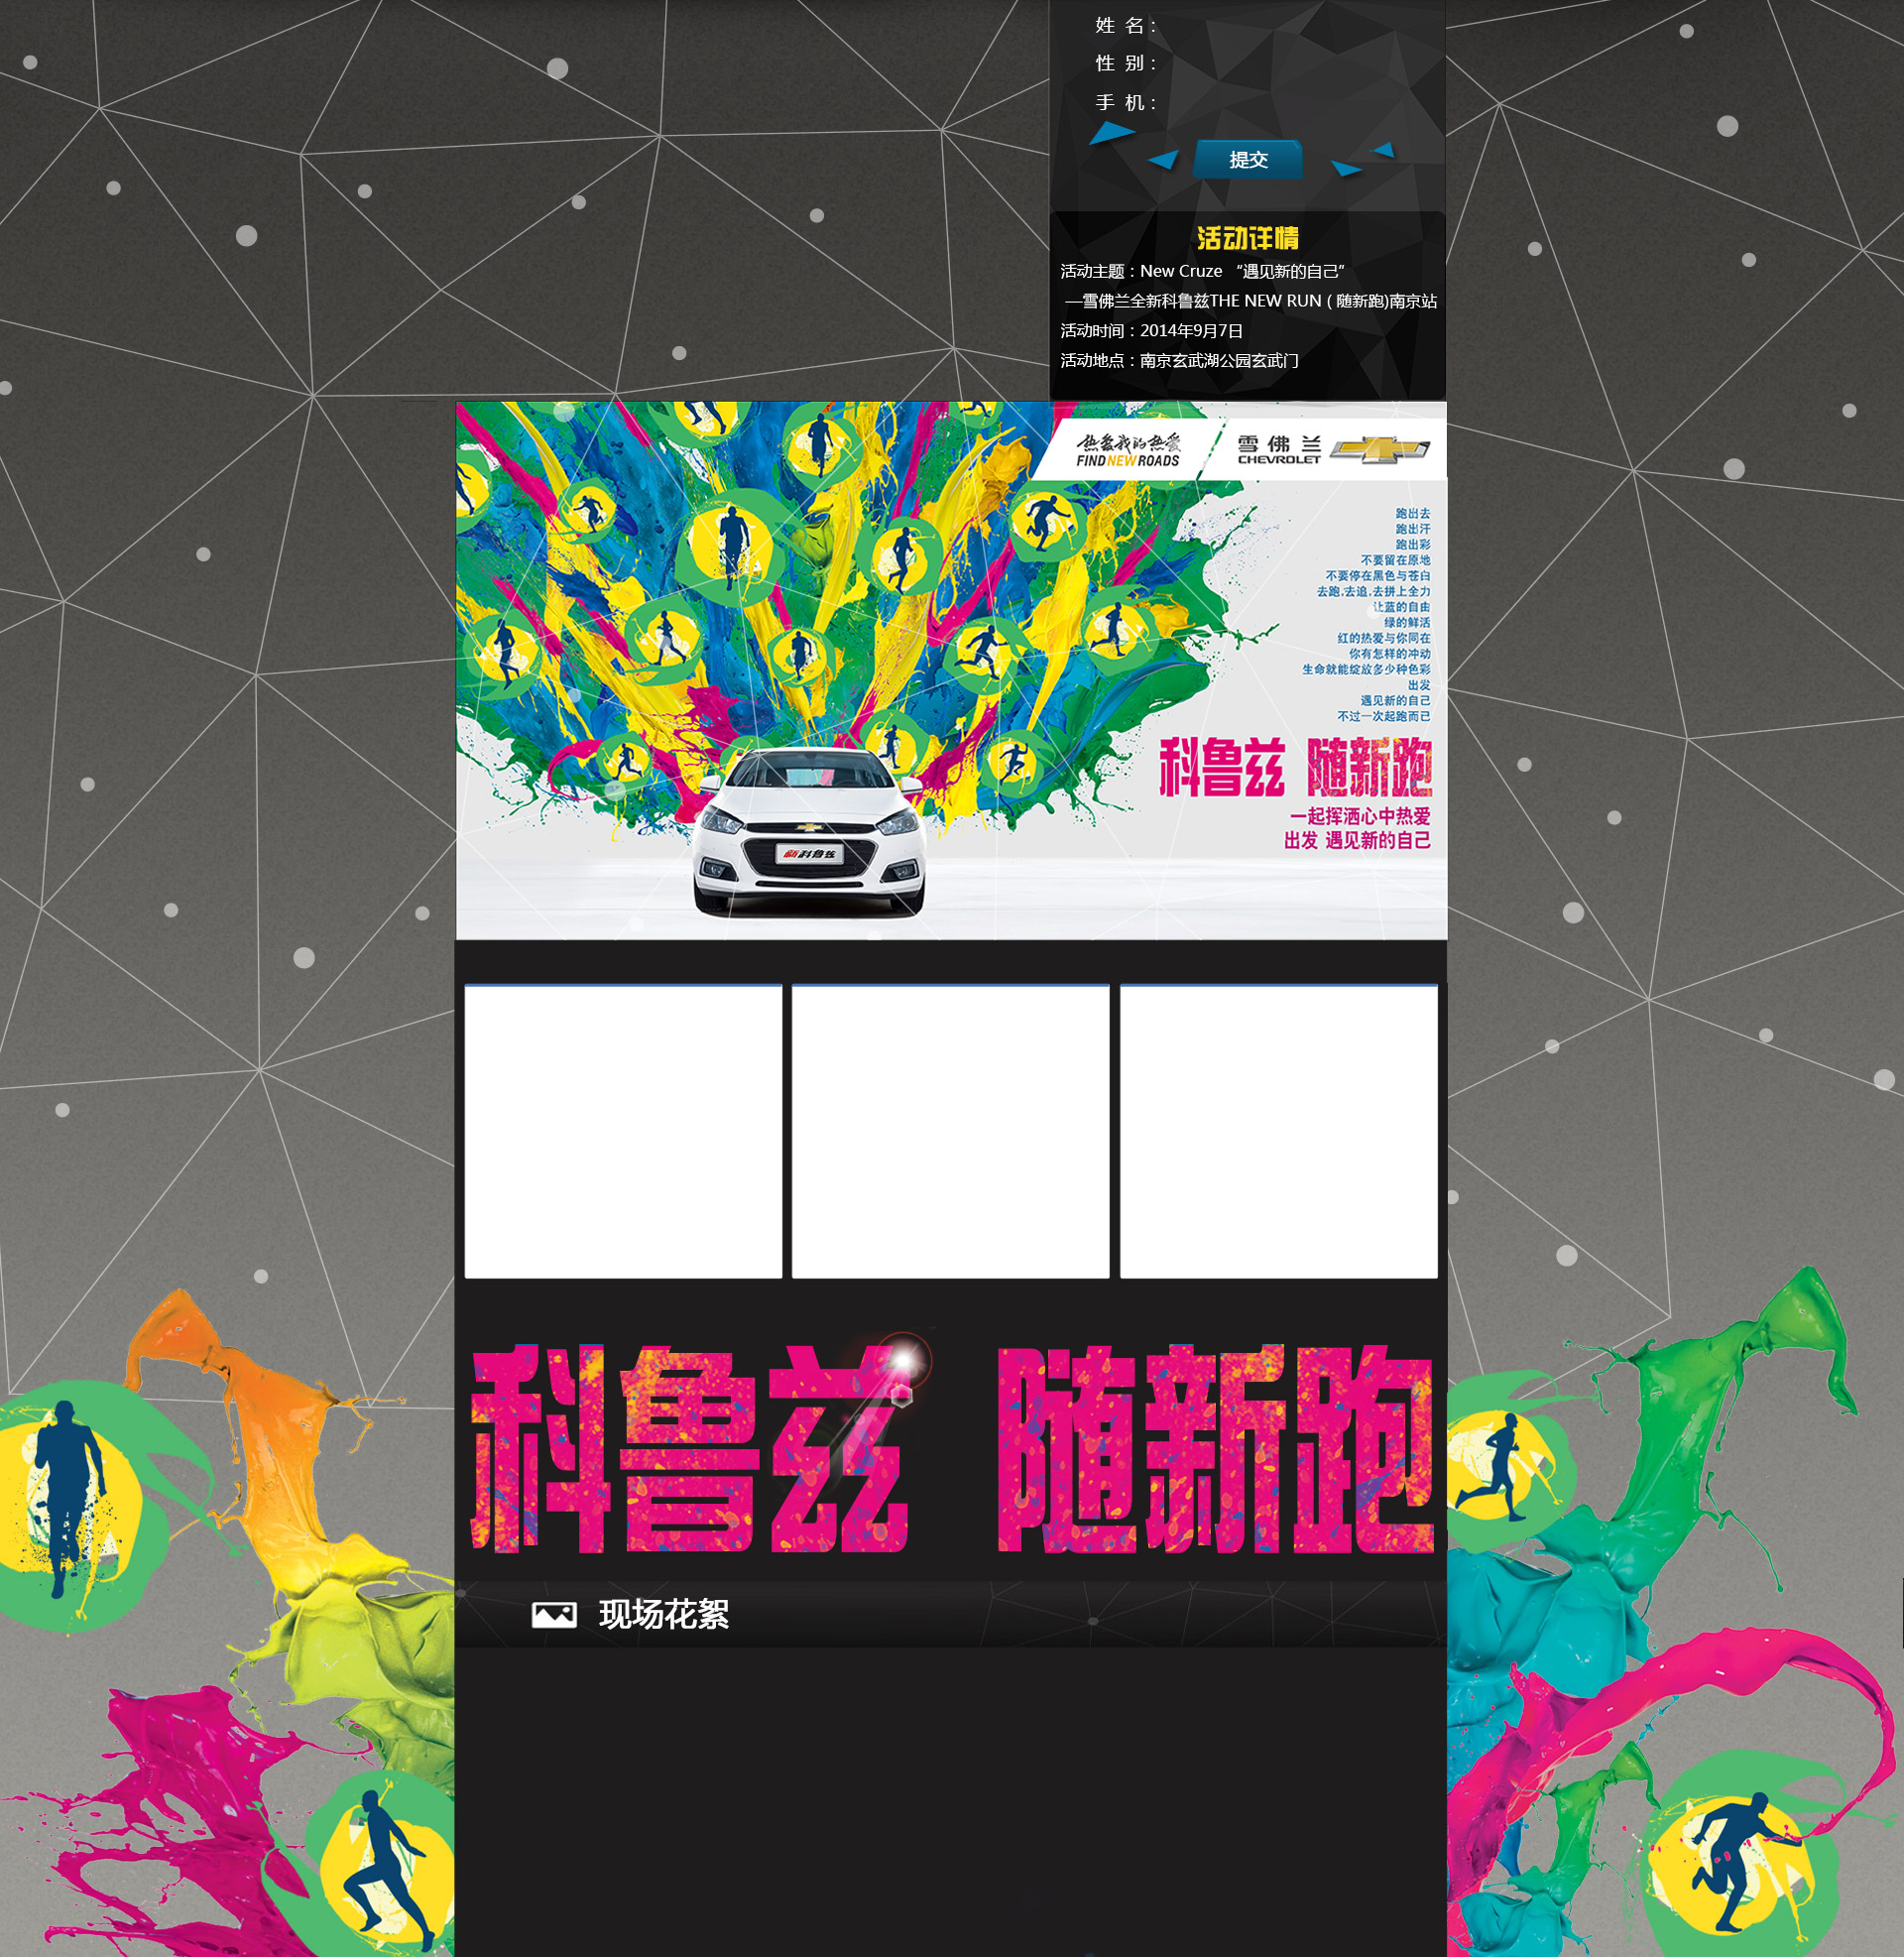 姓 名：
性 别：
手 机：
提交
活动详情
活动主题：New Cruze “遇见新的自己”
—雪佛兰全新科鲁兹THE NEW RUN ( 随新跑)南京站
活动时间：2014年9月7日
活动地点：南京玄武湖公园玄武门
热爱我的热爱
FIND NEW ROADS
雪佛兰
CHEVROLET
跑出去
跑出汗
跑出彩
不要留在原地
不要停在黑色与苍白
去跑.去追.去拼上全力
让蓝的自由
绿的鲜活
红的热爱与你同在
你有怎样的冲动
生命就能绽放多少种色彩
出发
遇见新的自己
不过一次起跑而已
科鲁兹 随新跑
一起挥洒心中热爱
出发 遇见新的自己
新科鲁兹
科鲁兹 随新跑
现场花絮